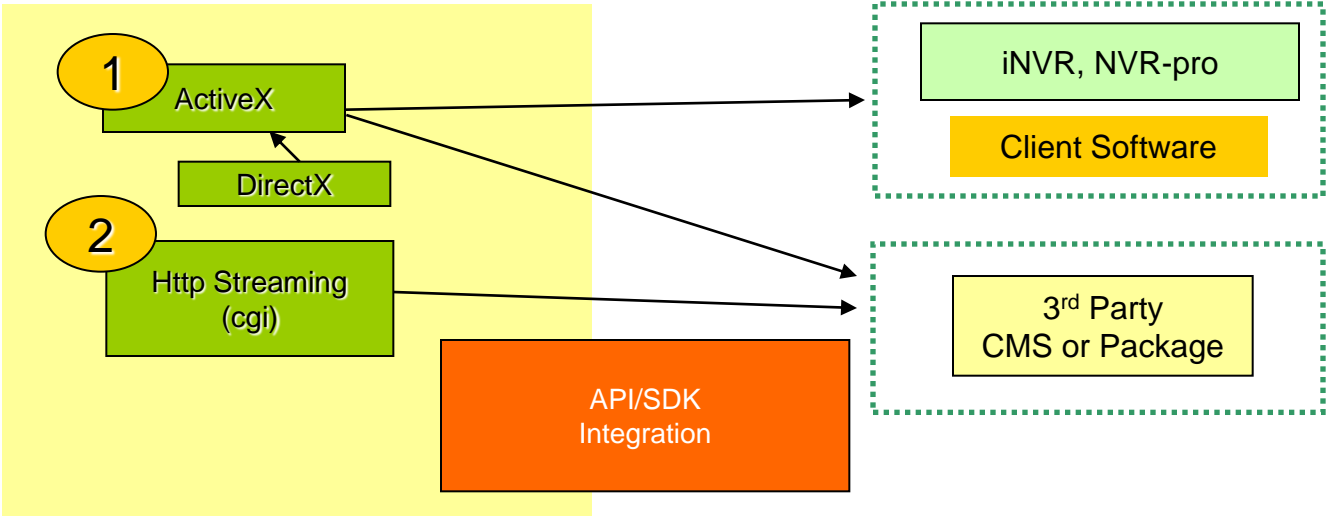 1
ActiveX
DirectX
2
Http Streaming
(cgi)
API/SDK
Integration
iNVR, NVR-pro
Client Software
3rd Party
CMS or Package